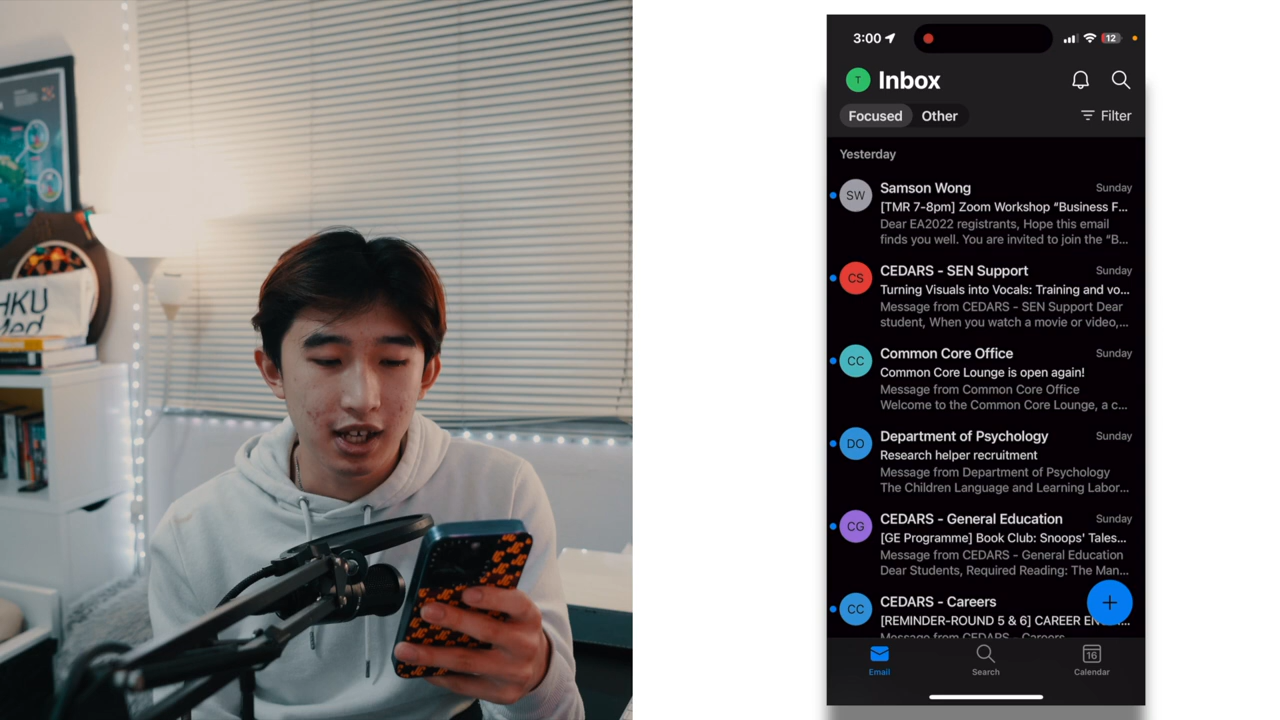 HKU
Med
3:00
12
T
Inbox
Focused
Other
Filter
Yesterday
SW
Samson Wong
Sunday
[TMR 7-8pm] Zoom Workshop “Business F...
Dear EA2022 registrants, Hope this email
finds you well. You are invited to join the “B...
CS
CEDARS - SEN Support
Sunday
Turning Visuals into Vocals: Training and vo...
Message from CEDARS - SEN Support Dear
student, When you watch a movie or video,...
CC
Common Core Office
Sunday
Common Core Lounge is open again!
Message from Common Core Office
Welcome to the Common Core Lounge, a c...
DO
Department of Psychology
Sunday
Research helper recruitment
Message from Department of Psychology
The Children Language and Learning Labor...
CG
CEDARS - General Education
Sunday
[GE Programme] Book Club: Snoops' Tales...
Message from CEDARS - General Education
Dear Students, Required Reading: The Man...
CC
CEDARS - Careers
[REMINDER-ROUND 5 & 6] CAREER EN...
Message from CEDARS - Careers
Email
Search
16
Calendar